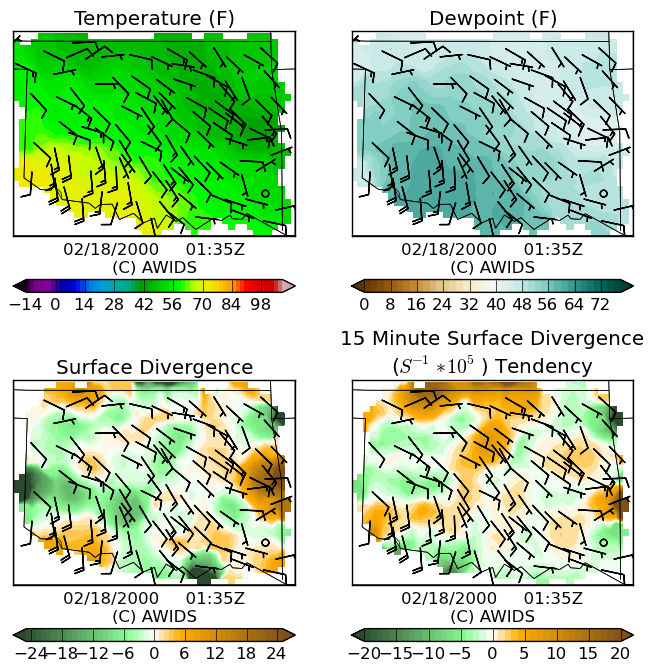 Temperature (F)
Dewpoint (F)
02/18/2000 01:35Z
(C) AWIDS
02/18/2000 01:35Z
(C) AWIDS
−14 0 14 28 42 56 70 84 98
0 8 16 24 32 40 48 56 64 72
Surface Divergence
15 Minute Surface Divergence
(S⁻¹ *10⁵ ) Tendency
02/18/2000 01:35Z
(C) AWIDS
02/18/2000 01:35Z
(C) AWIDS
−24 −18 −12 −6 0 6 12 18 24
−20 −15 −10 −5 0 5 10 15 20